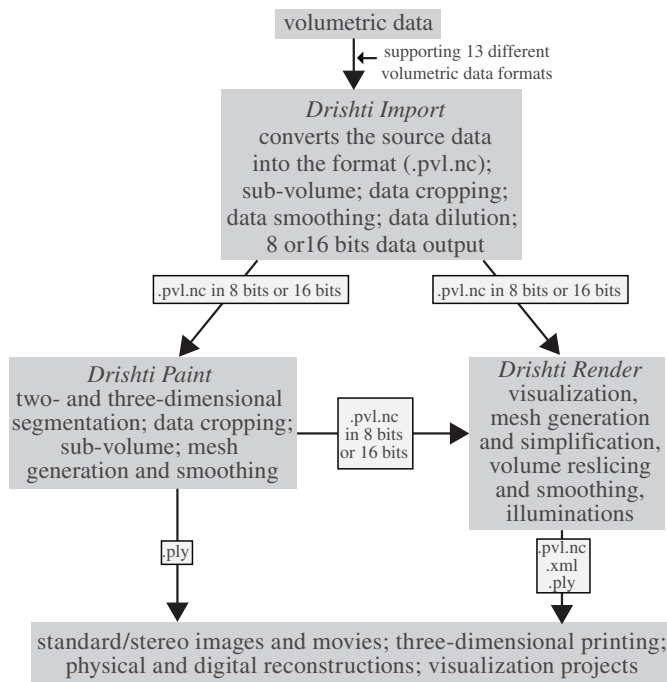 volumetric data
supporting 13 different
volumetric data formats
Drishti Import
converts the source data
into the format (.pvl.nc);
sub-volume; data cropping;
data smoothing; data dilution;
8 or16 bits data output
.pvl.nc in 8 bits or 16 bits
.pvl.nc in 8 bits or 16 bits
Drishti Paint
two- and three-dimensional
segmentation; data cropping;
sub-volume; mesh
generation and smoothing
.pvl.nc
in 8 bits
or 16 bits
Drishti Render
visualization,
mesh generation
and simplification,
volume reslicing
and smoothing,
illuminations
.ply
.pvl.nc
.xml
.ply
standard/stereo images and movies; three-dimensional printing;
physical and digital reconstructions; visualization projects